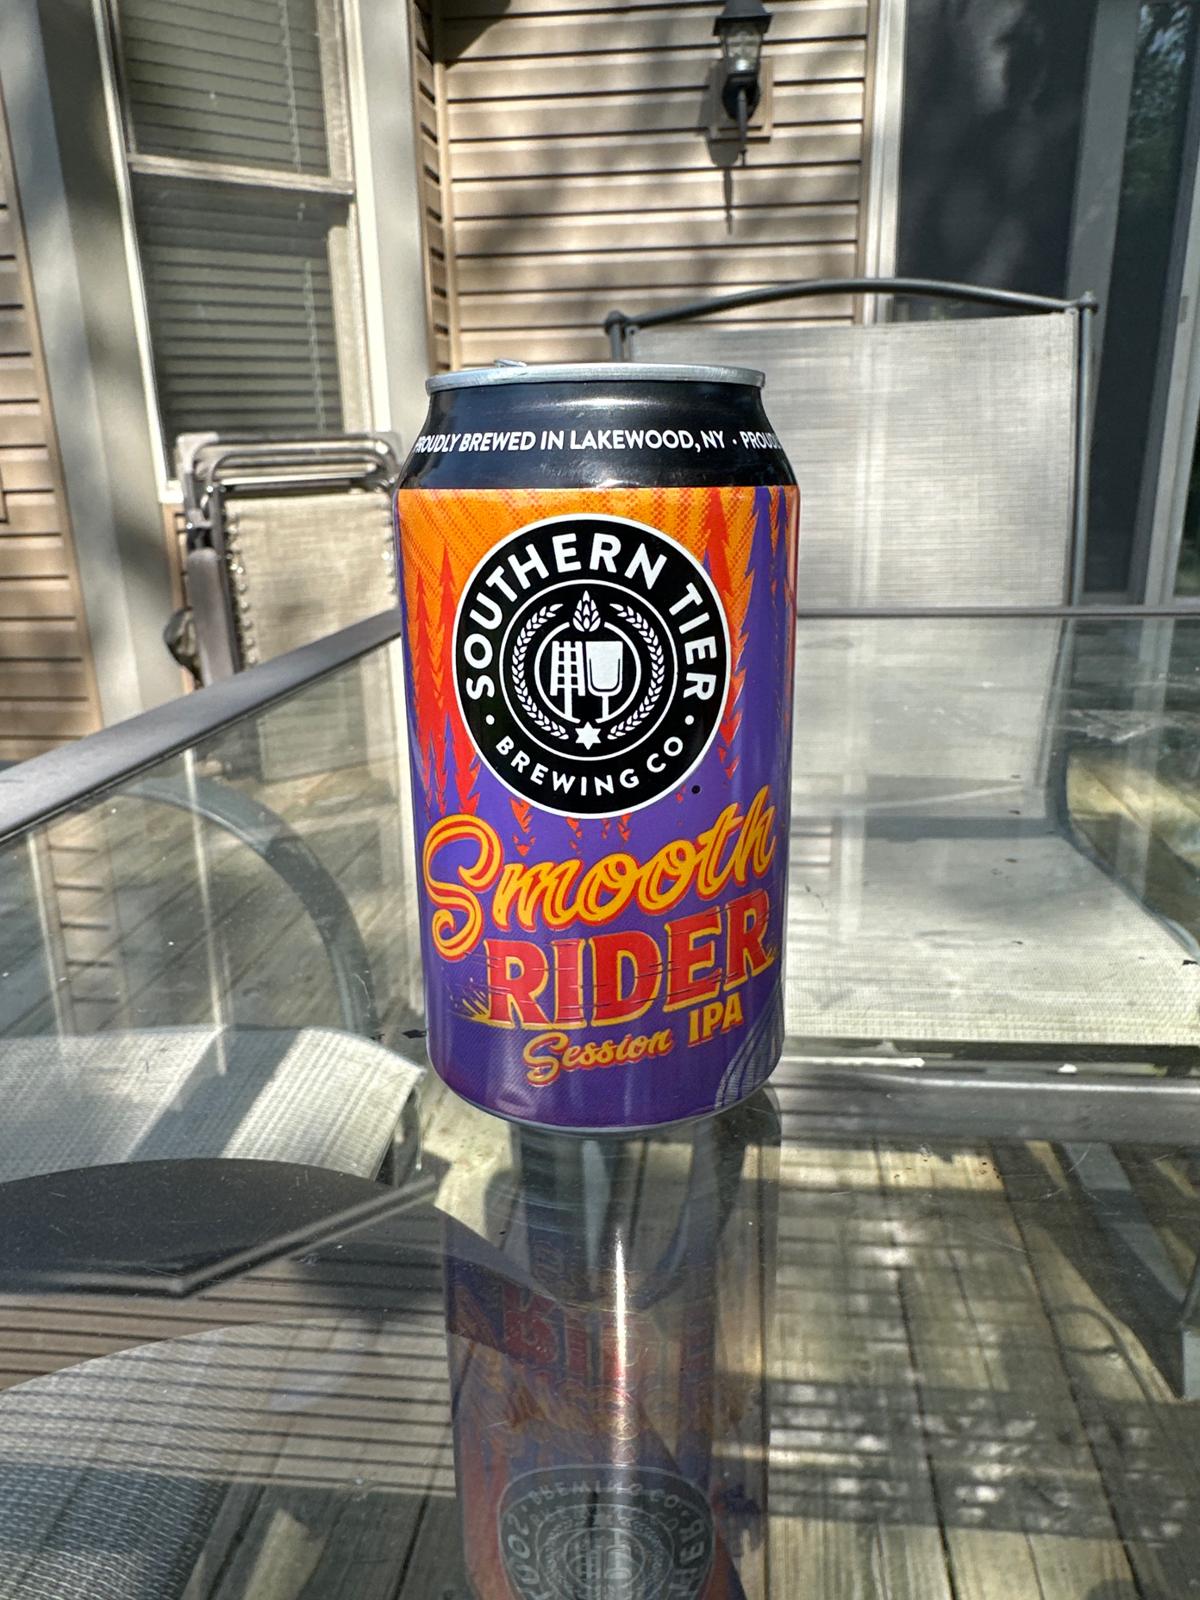 PROUDLY BREWED IN LAKEWOOD, NY • PROUD
SOUTHERN TIER
• BREWING CO •
Smooth
RIDER
Session IPA